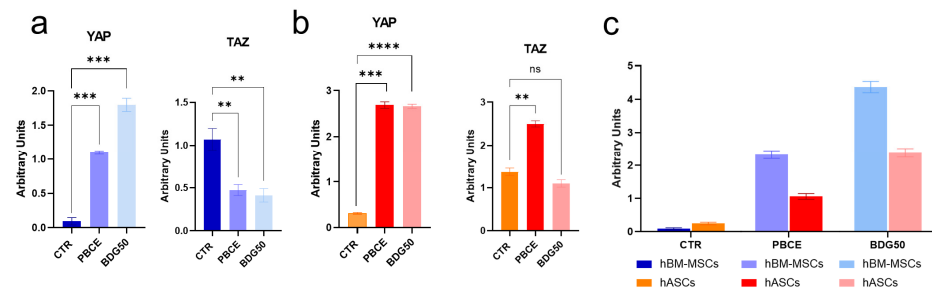 a
YAP
Arbitrary Units
2.0
1.5
1.0
0.5
0.0
***
***
CTR
PBCE
BDG50
TAZ
Arbitrary Units
1.5
1.0
0.5
0.0
**
**
CTR
PBCE
BDG50
b
YAP
Arbitrary Units
3
2
1
0
****
***
CTR
PBCE
BDG50
TAZ
Arbitrary Units
3
2
1
0
ns
**
CTR
PBCE
BDG50
c
Arbitrary Units
5
4
3
2
1
0
CTR PBCE BDG50
hBM-MSCs hBM-MSCs hBM-MSCs
hASCs hASCs hASCs